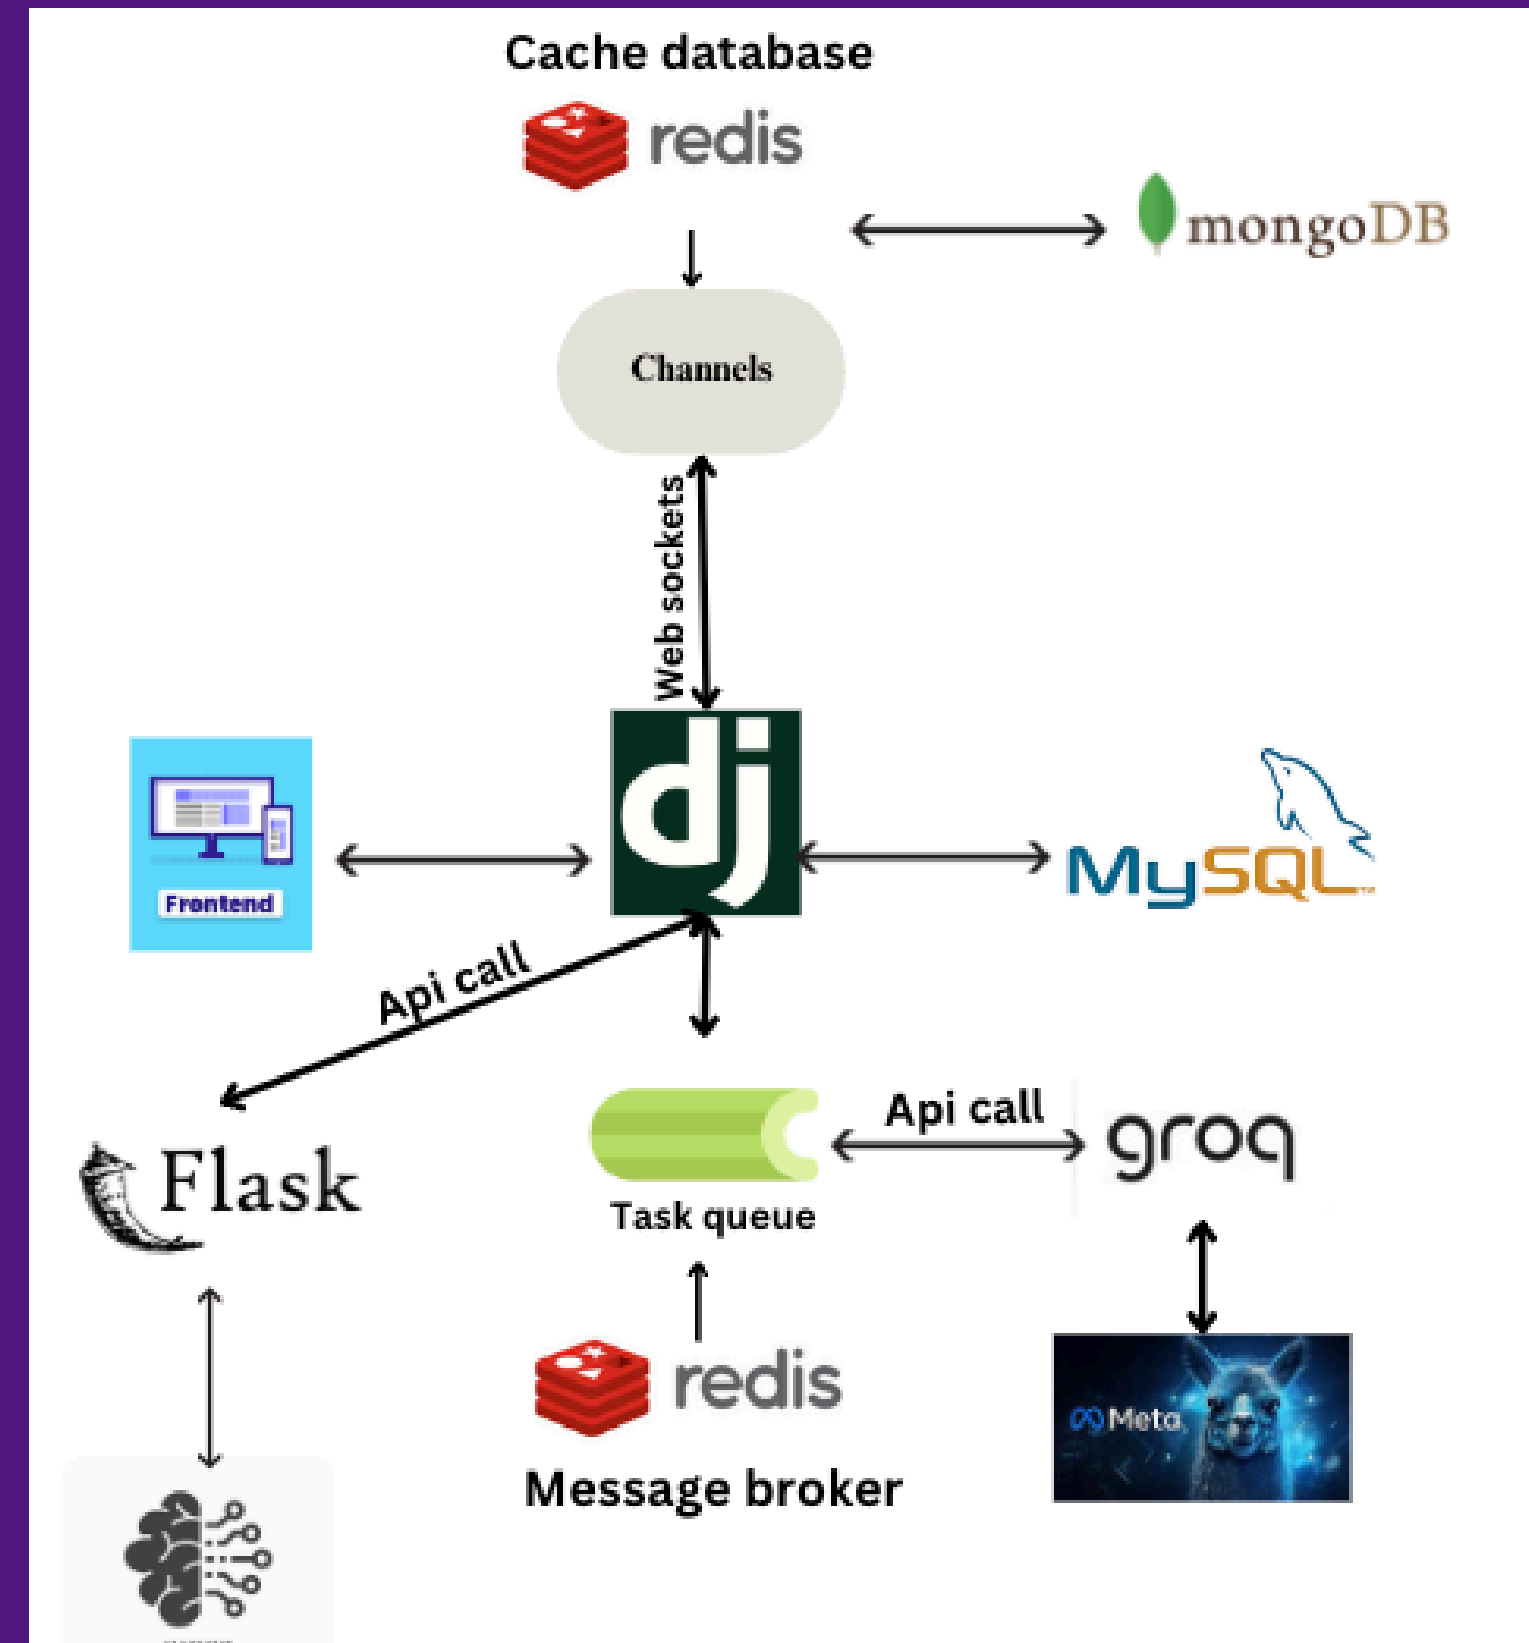 Cache database
redis
mongoDB
Channels
Web sockets
dj
Frontend
MySQL
Api call
Flask
Api call
groq
Task queue
redis
Meta
Message broker